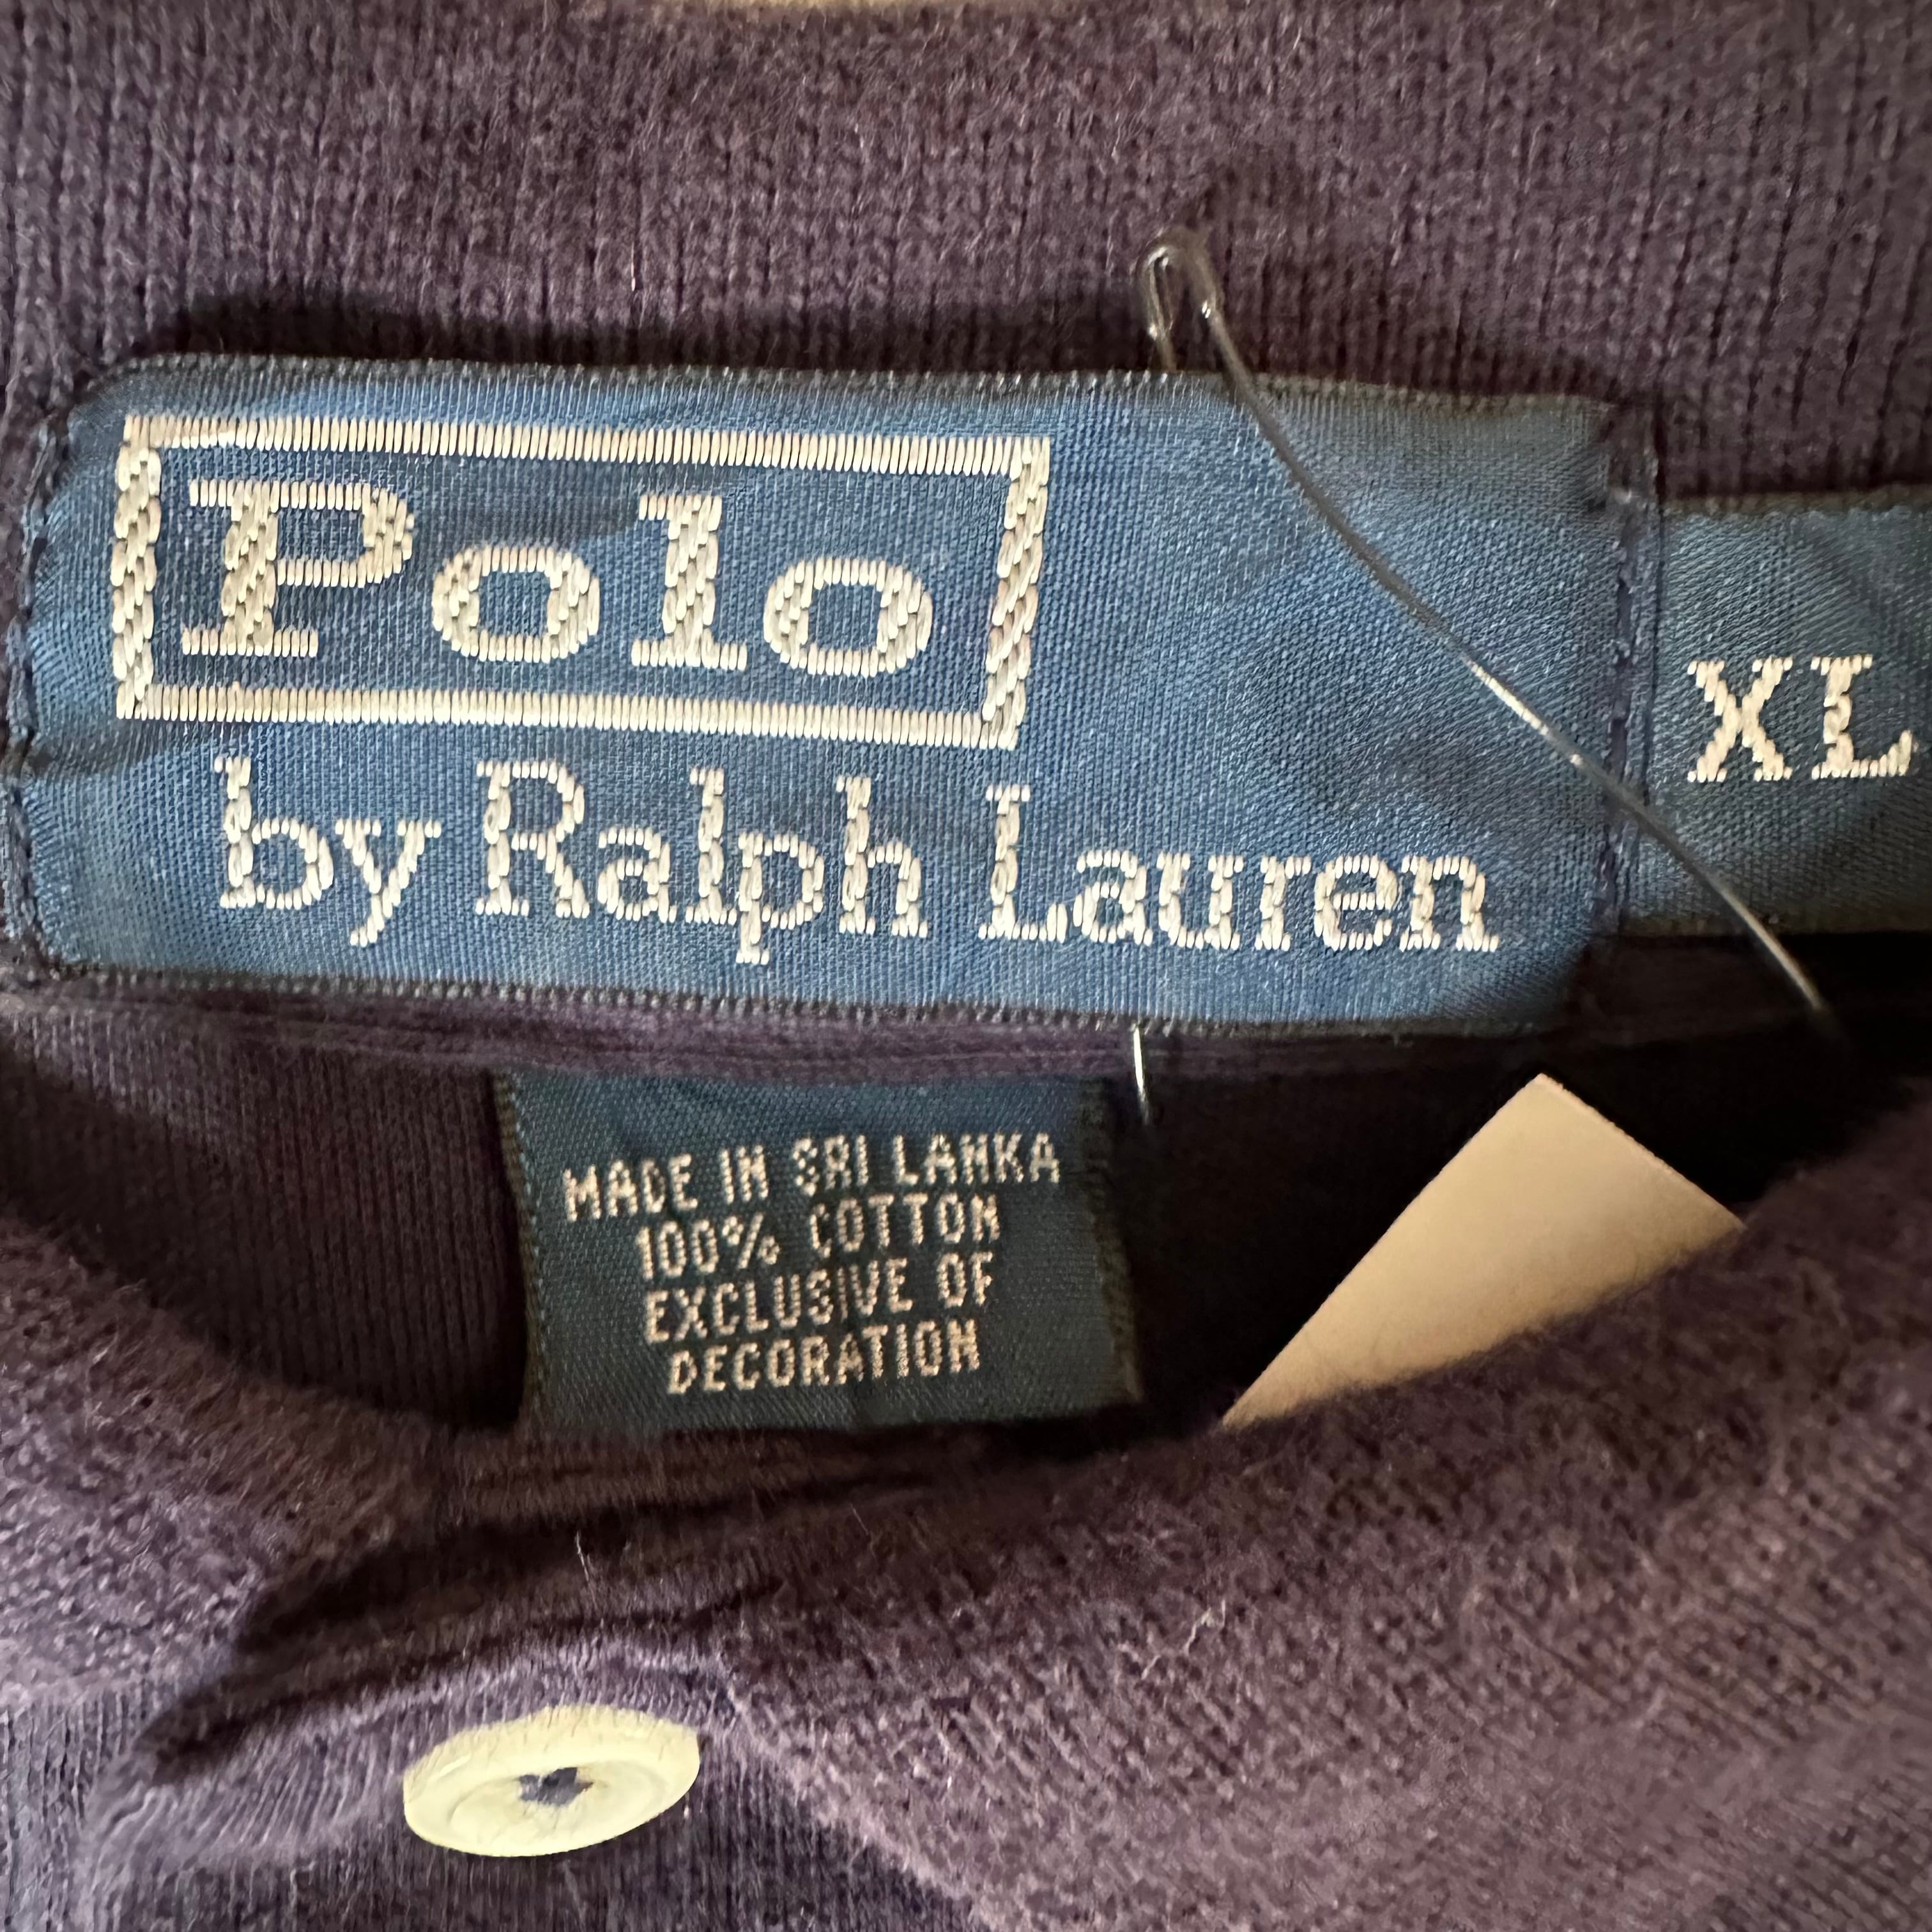 Polo
by Ralph Lauren
XL
MADE IN SRI LANKA
100% COTTON
EXCLUSIVE OF
DECORATION